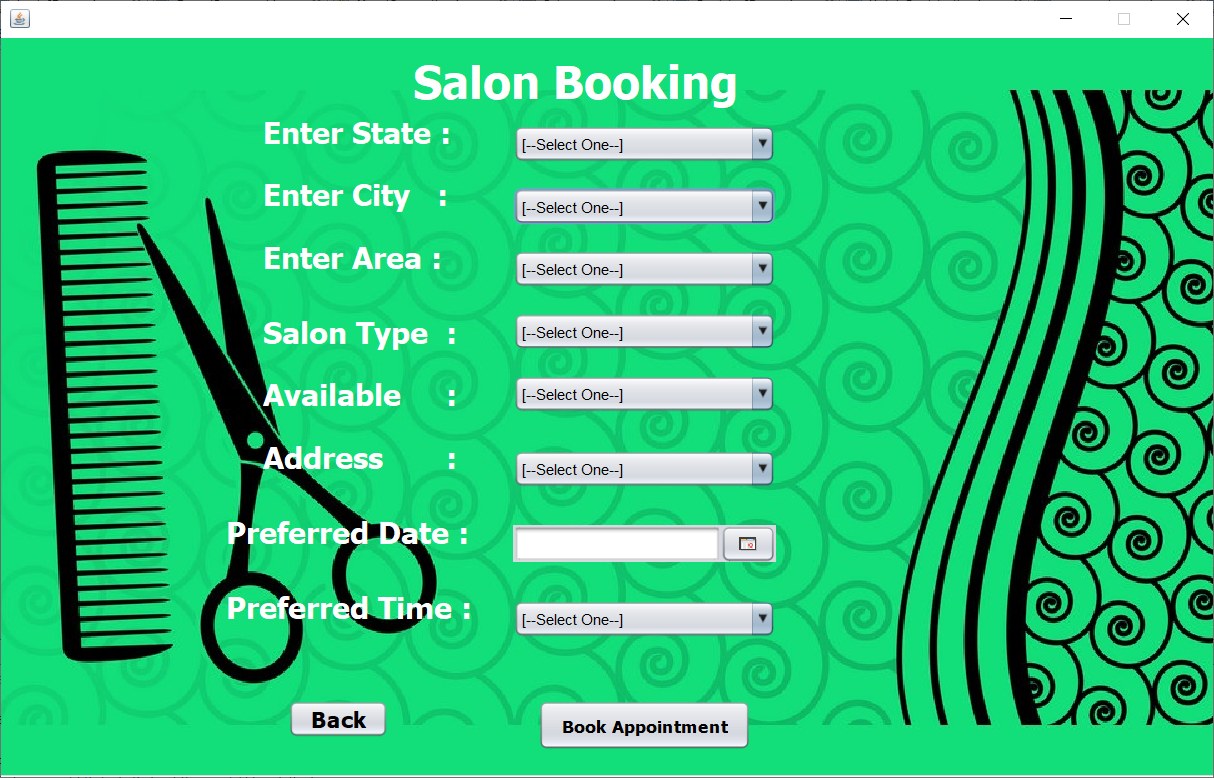 Salon Booking
Enter State : [--Select One--]
Enter City : [--Select One--]
Enter Area : [--Select One--]
Salon Type : [--Select One--]
Available : [--Select One--]
Address : [--Select One--]
Preferred Date :
Preferred Time : [--Select One--]
Back Book Appointment